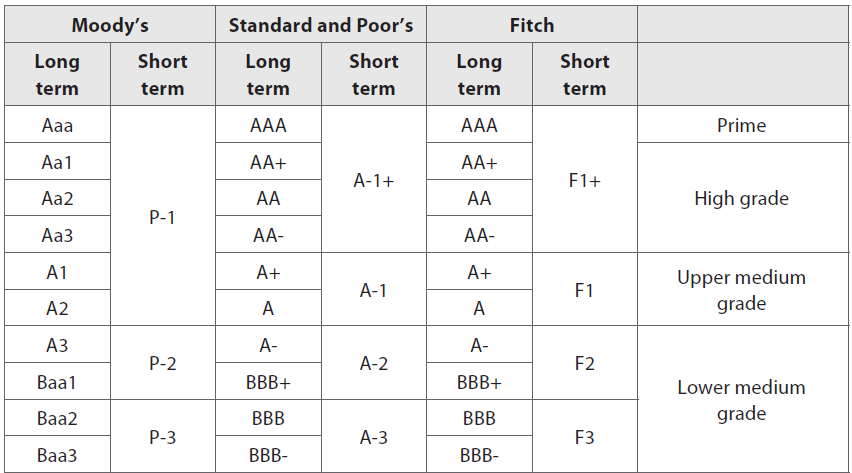 Moody's Standard and Poor's Fitch
Long term Short term Long term Short term Long term Short term
Aaa P-1 AAA A-1+ AAA F1+ Prime
Aa1 AA+ AA+ High grade
Aa2 AA AA
Aa3 AA- AA-
A1 A+ A-1 A+ F1 Upper medium grade
A2 A A
A3 P-2 A- A-2 A- F2 Lower medium grade
Baa1 BBB+ BBB+
Baa2 P-3 BBB A-3 BBB F3
Baa3 BBB- BBB-